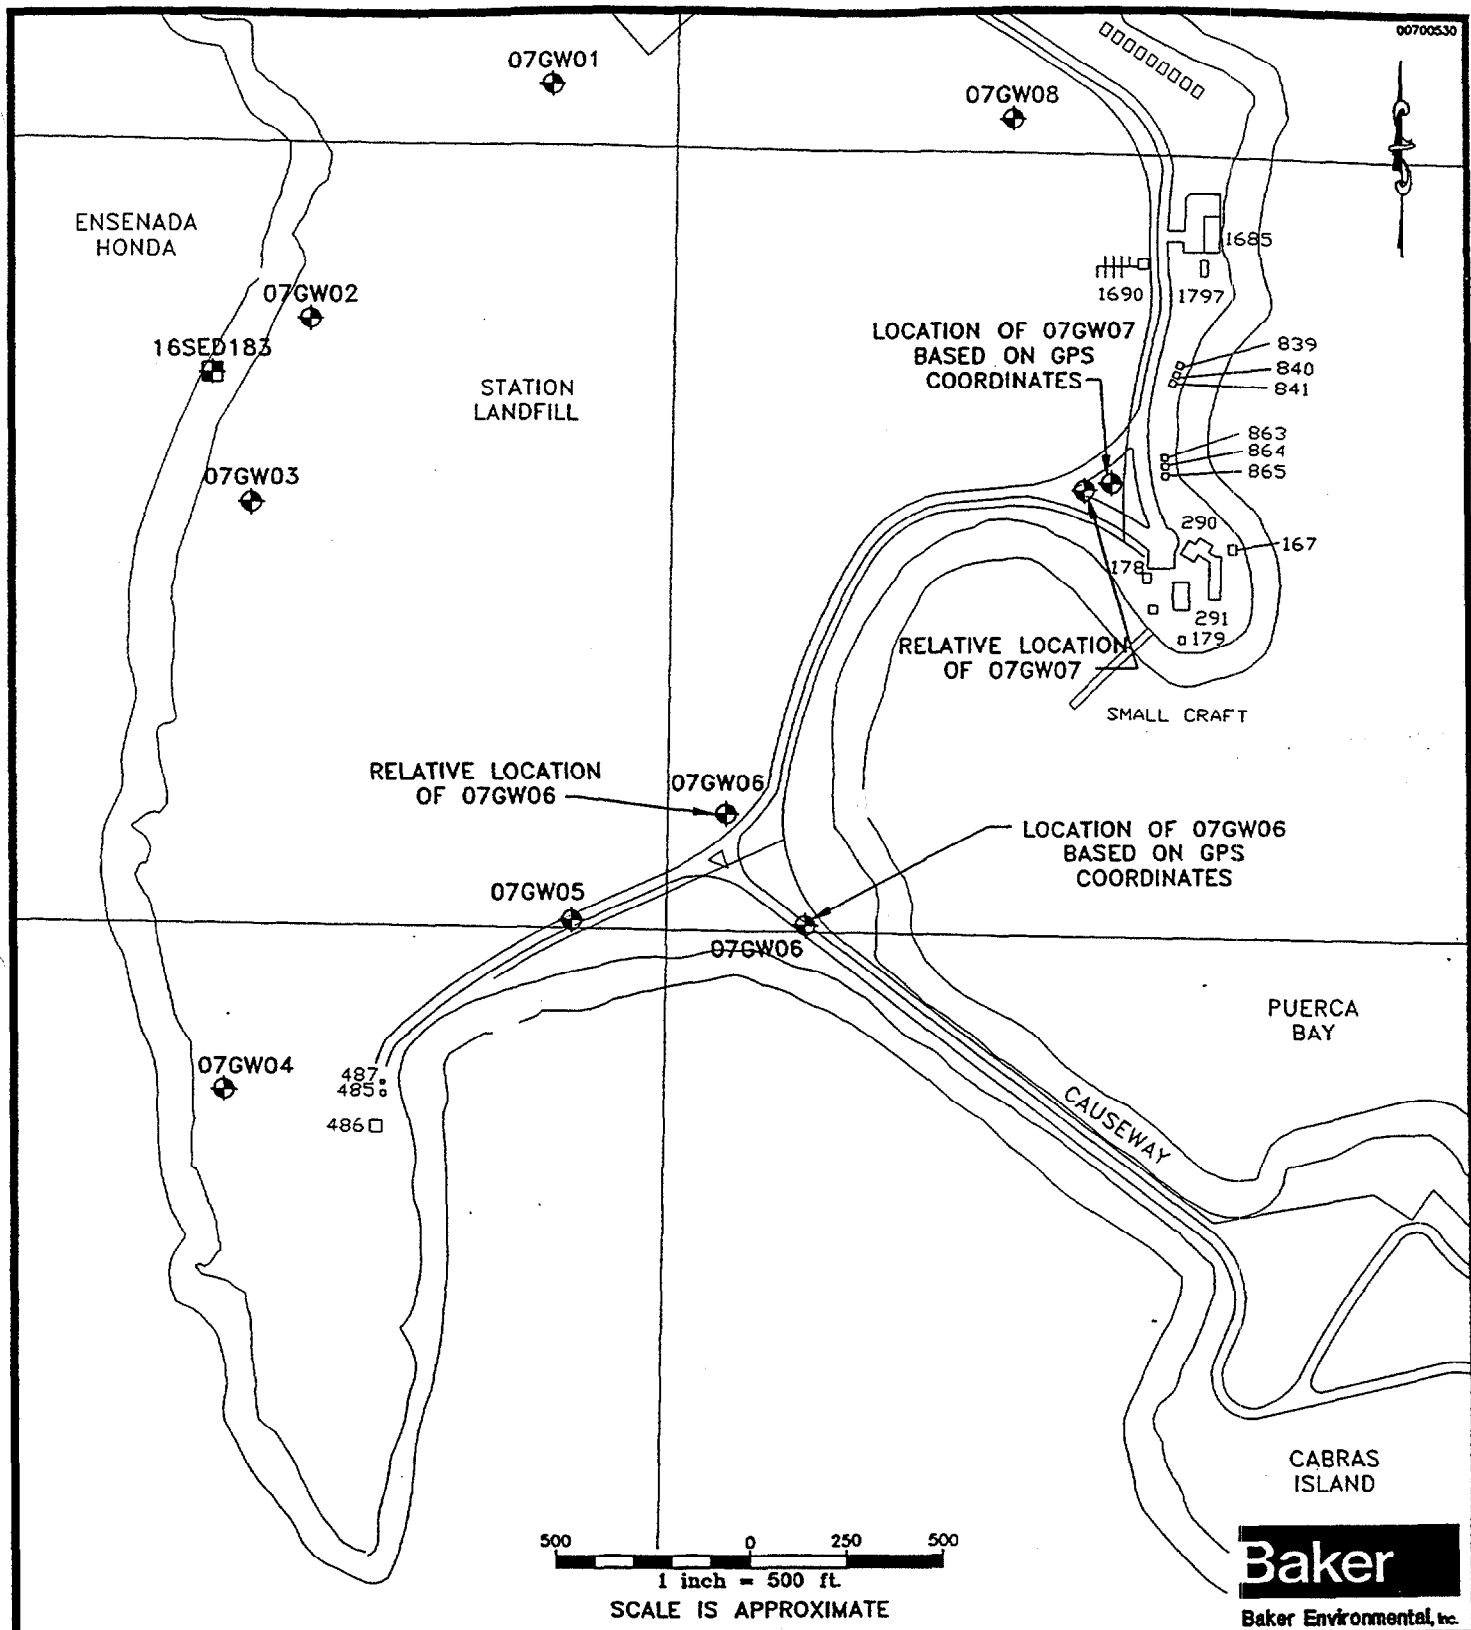 00700530
07GW01
07GW08
ENSENADA
HONDA
1685
07GW02
1690
1797
16SED183
LOCATION OF 07GW07
BASED ON GPS
COORDINATES
839
840
841
STATION
LANDFILL
863
864
865
07GW03
290
167
178
291
179
RELATIVE LOCATION
OF 07GW07
SMALL CRAFT
RELATIVE LOCATION
OF 07GW06
07GW06
LOCATION OF 07GW06
BASED ON GPS
COORDINATES
07GW05
07GW06
PUERCA
BAY
07GW04
487
485
486
CAUSEWAY
CABRAS
ISLAND
500 0 250 500
1 inch = 500 ft.
SCALE IS APPROXIMATE
Baker
Baker Environmental, Inc.